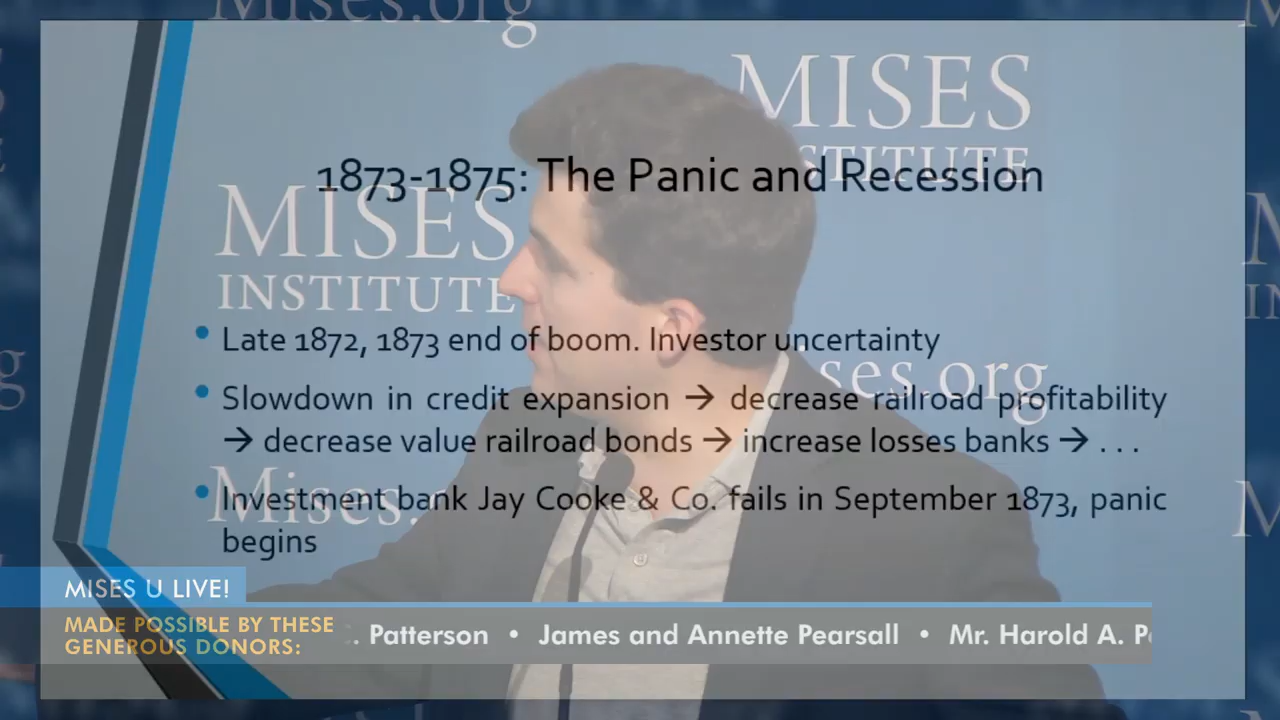 Mises.org
MISES
STITUTE
1873-1875: The Panic and Recession
MISES
INSTITUTE
Late 1872, 1873 end of boom. Investor uncertainty
ses.org
Slowdown in credit expansion → decrease railroad profitability
→ decrease value railroad bonds → increase losses banks → . . .
Mises.
Investment bank Jay Cooke & Co. fails in September 1873, panic
begins
MISES U LIVE!
MADE POSSIBLE BY THESE
GENEROUS DONORS:
. Patterson • James and Annette Pearsall • Mr. Harold A.